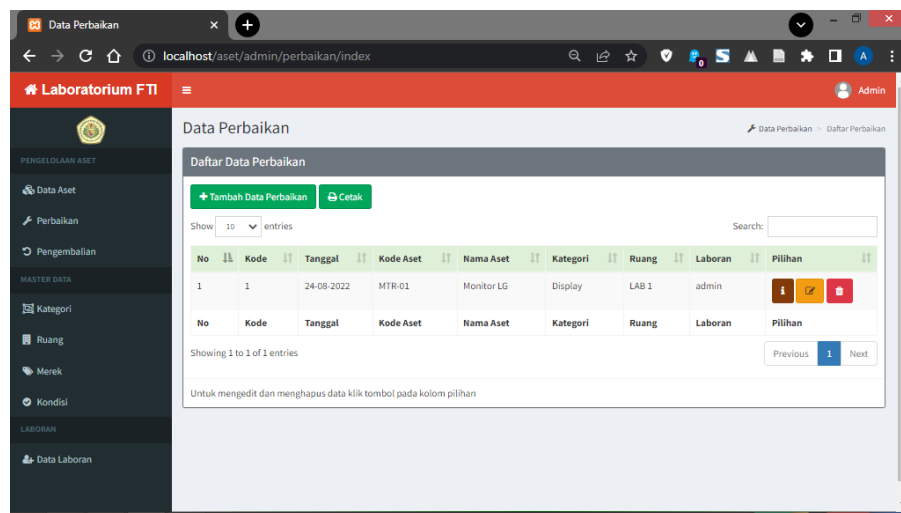 Data Perbaikan
localhost/aset/admin/perbaikan/index
0
A
Laboratorium FTI
Admin
Data Perbaikan
Data Perbaikan > Daftar Perbaikan
PENGELOLAAN ASET
Data Aset
Perbaikan
Pengembalian
MASTER DATA
Kategori
Ruang
Merek
Kondisi
LABORAN
Data Laboran
Daftar Data Perbaikan
Tambah Data Perbaikan Cetak
Show 10 entries Search:
No Kode Tanggal Kode Aset Nama Aset Kategori Ruang Laboran Pilihan
1 1 24-08-2022 MTR-01 Monitor LG Display LAB 1 admin
No Kode Tanggal Kode Aset Nama Aset Kategori Ruang Laboran Pilihan
Showing 1 to 1 of 1 entries Previous 1 Next
Untuk mengedit dan menghapus data klik tombol pada kolom pilihan